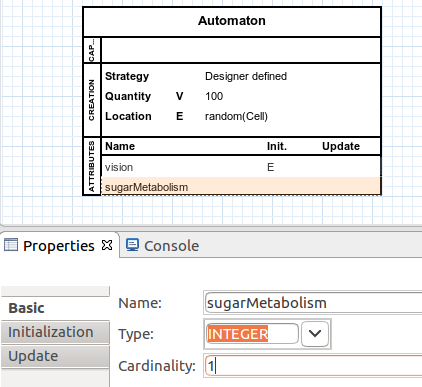 Automaton
CAP...
CREATION
Strategy Designer defined
Quantity V 100
Location E random(Cell)
ATTRIBUTES
Name Init. Update
vision E
sugarMetabolism
Properties Console
Basic
Initialization
Update
Name: sugarMetabolism
Type: INTEGER
Cardinality: 1